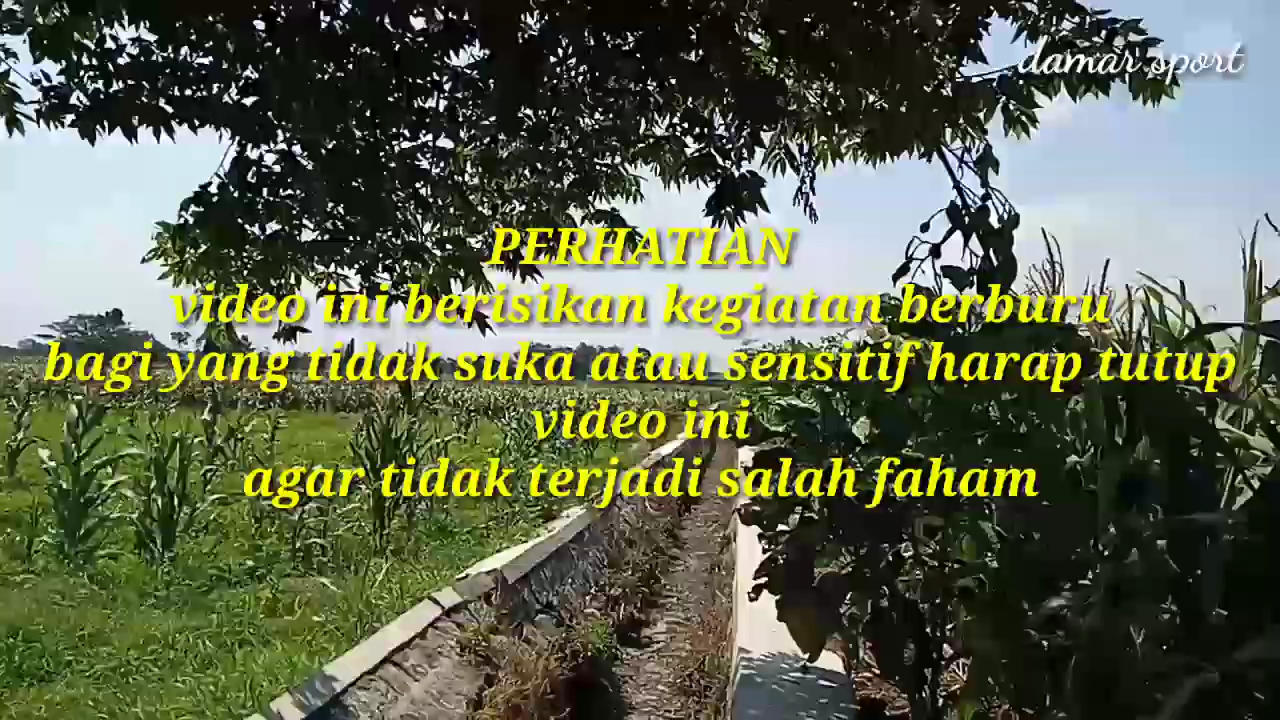 damar sport
PERHATIAN
video ini berisikan kegiatan berburu
bagi yang tidak suka atau sensitif harap tutup
video ini
agar tidak terjadi salah faham